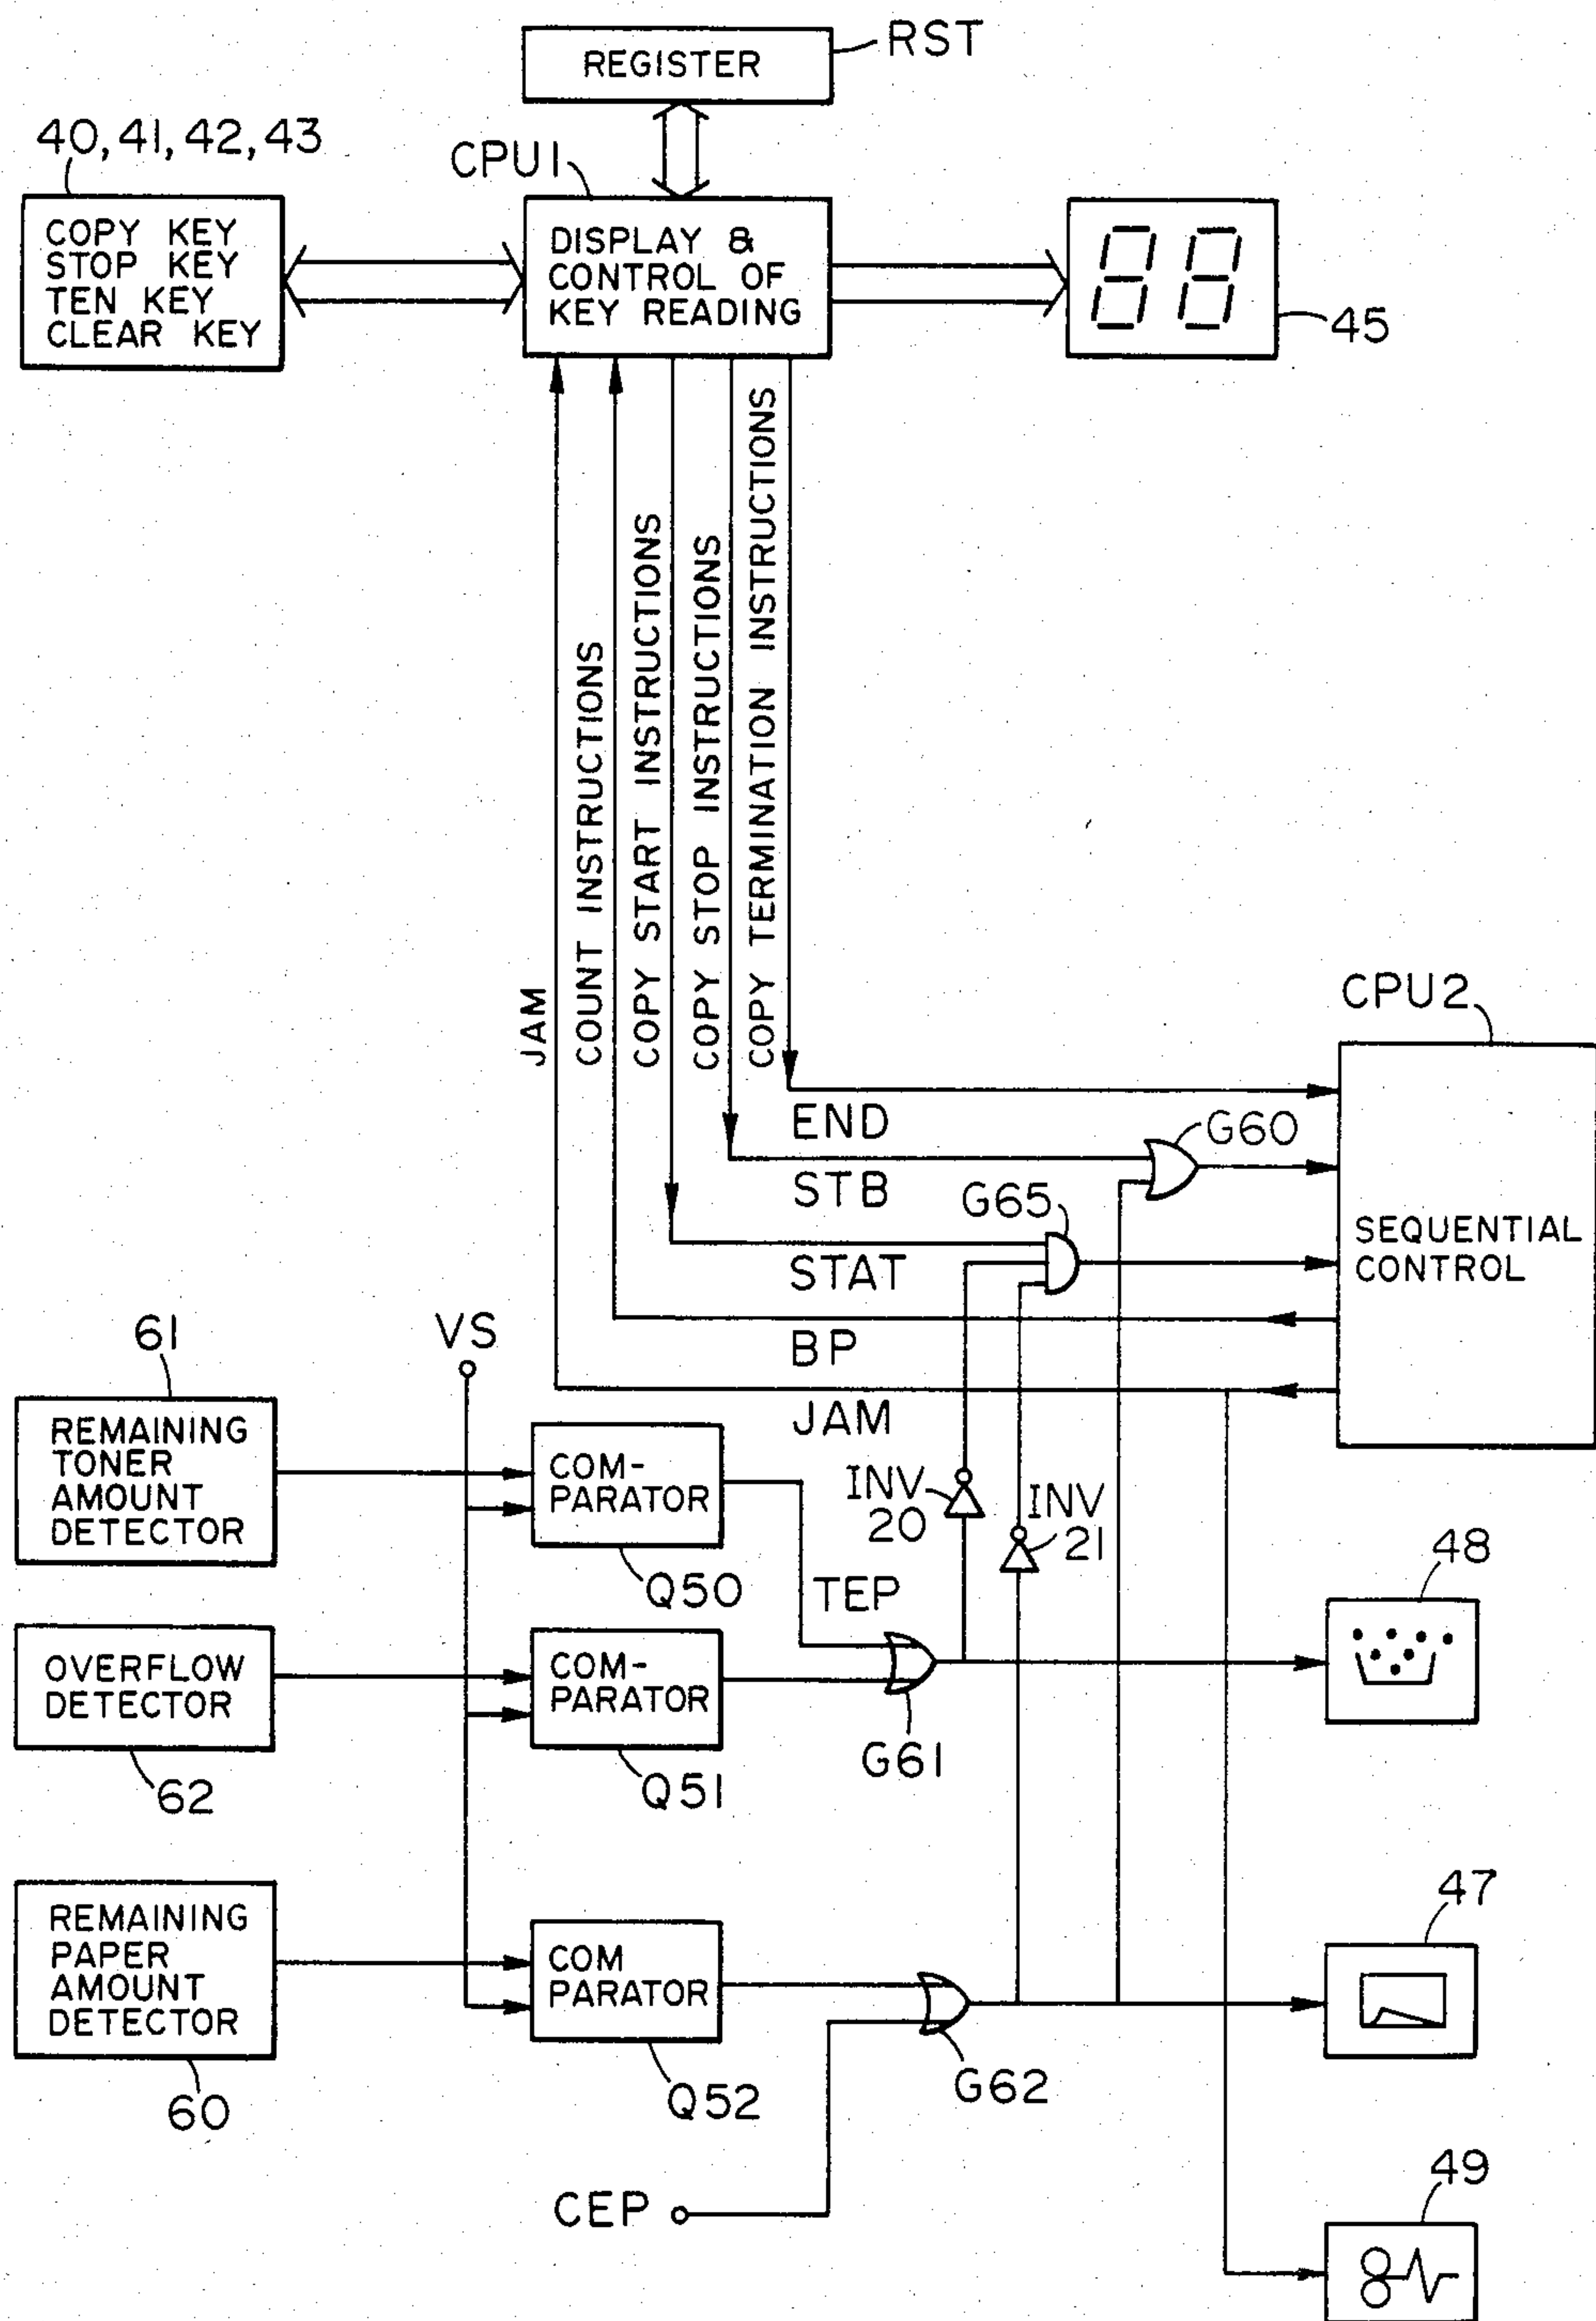 REGISTER
RST
40, 41, 42, 43
CPU1
COPY KEY
STOP KEY
TEN KEY
CLEAR KEY
DISPLAY &
CONTROL OF
KEY READING
88
45
JAM
COUNT INSTRUCTIONS
COPY START INSTRUCTIONS
COPY STOP INSTRUCTIONS
COPY TERMINATION INSTRUCTIONS
CPU2
END
G60
STB
G65
STAT
SEQUENTIAL
CONTROL
BP
JAM
61
VS
REMAINING
TONER
AMOUNT
DETECTOR
COM-
PARATOR
Q50
INV
20
INV
21
TEP
48
OVERFLOW
DETECTOR
62
COM-
PARATOR
Q51
G61
REMAINING
PAPER
AMOUNT
DETECTOR
60
COM
PARATOR
Q52
G62
47
CEP
49